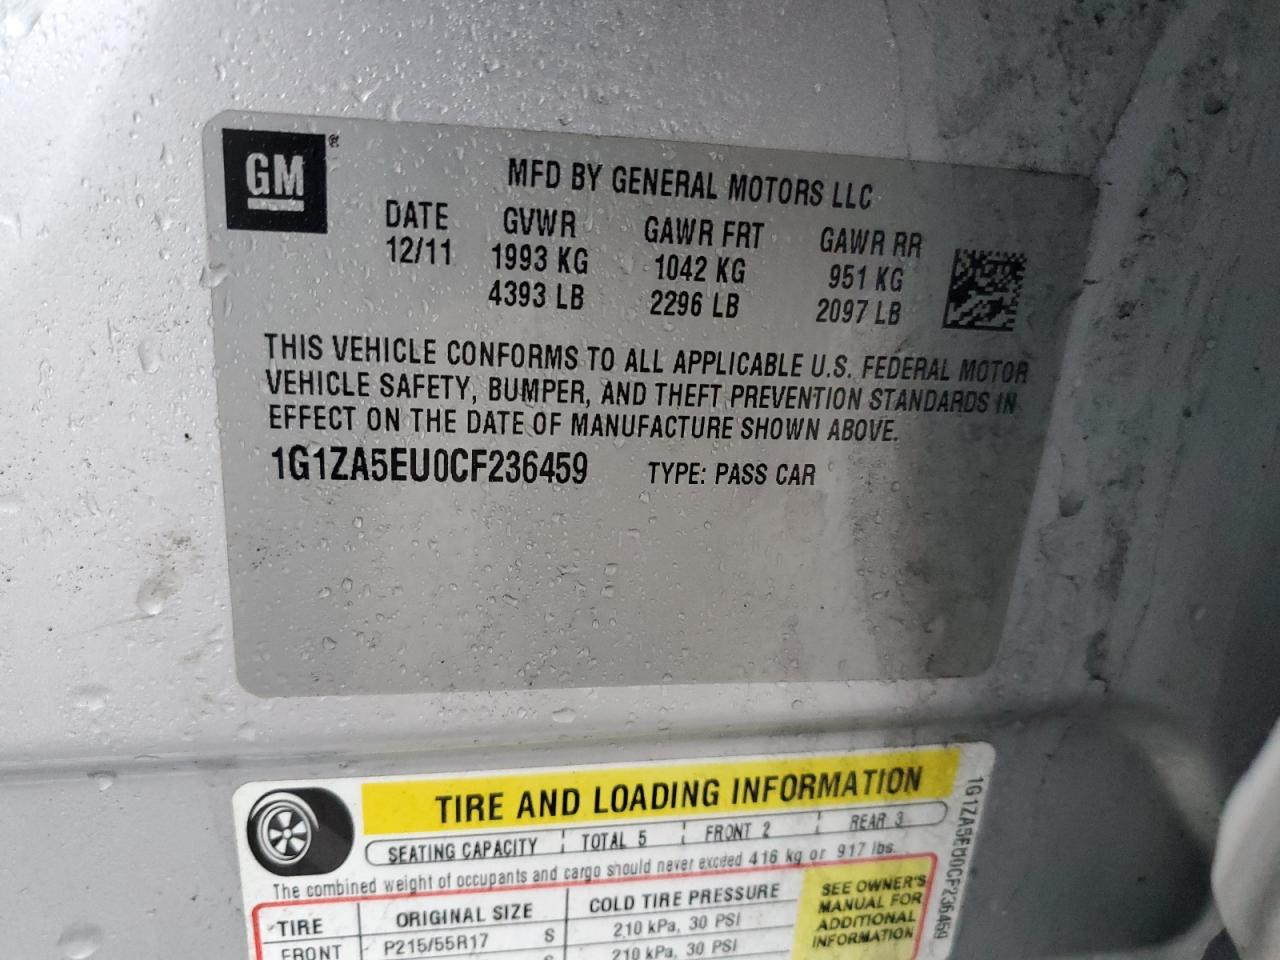 GM ®
MFD BY GENERAL MOTORS LLC
DATE GVWR GAWR FRT GAWR RR
12/11 1993 KG 1042 KG 951 KG
4393 LB 2296 LB 2097 LB
THIS VEHICLE CONFORMS TO ALL APPLICABLE U.S. FEDERAL MOTOR
VEHICLE SAFETY, BUMPER, AND THEFT PREVENTION STANDARDS IN
EFFECT ON THE DATE OF MANUFACTURE SHOWN ABOVE.
1G1ZA5EU0CF236459 TYPE: PASS CAR
TIRE AND LOADING INFORMATION
SEATING CAPACITY TOTAL 5 FRONT 2 REAR 3
The combined weight of occupants and cargo should never exceed 416 kg or 917 lbs.
TIRE ORIGINAL SIZE COLD TIRE PRESSURE
FRONT P215/55R17 S 210 kPa, 30 PSI
S 210 kPa, 30 PSI
SEE OWNER'S
MANUAL FOR
ADDITIONAL
INFORMATION
1G1ZA5EU0CF236459